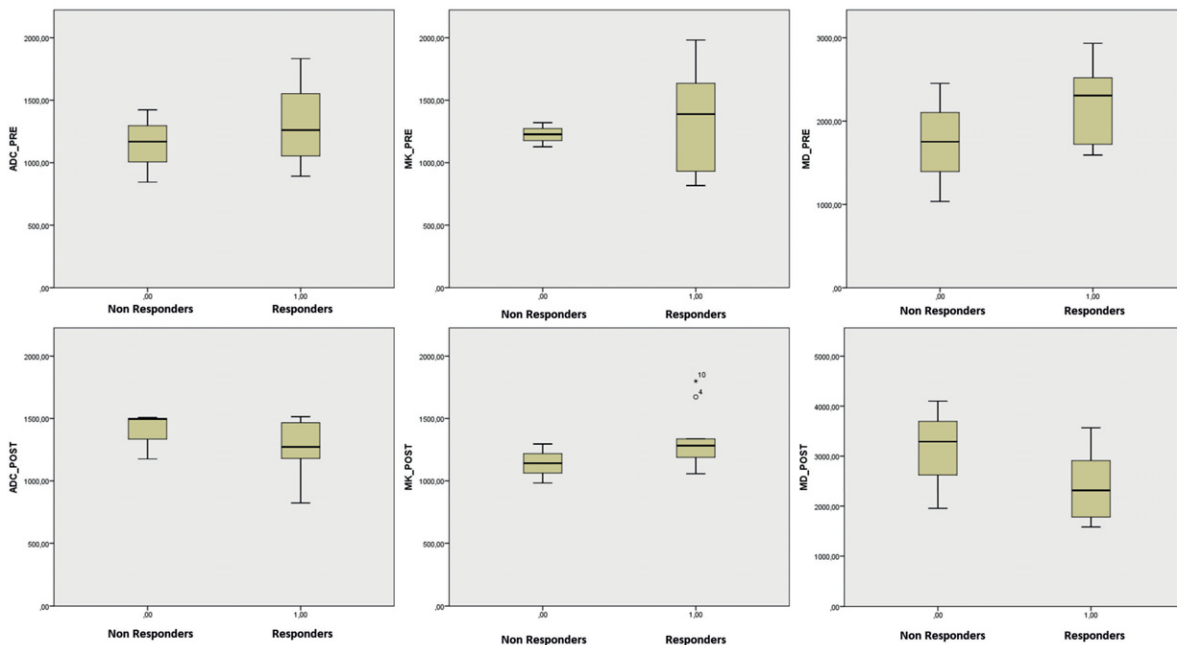 2000,00
1500,00
1000,00
500,00
,00
ADC_PRE
,00
1,00
Non Responders
Responders
2000,00
1500,00
1000,00
500,00
,00
MK_PRE
,00
1,00
Non Responders
Responders
3000,00
2000,00
1000,00
,00
MD_PRE
,00
1,00
Non Responders
Responders
2000,00
1500,00
1000,00
500,00
,00
ADC_POST
,00
1,00
Non Responders
Responders
2000,00
1500,00
1000,00
500,00
,00
MK_POST
10
4
,00
1,00
Non Responders
Responders
5000,00
4000,00
3000,00
2000,00
1000,00
,00
MD_POST
,00
1,00
Non Responders
Responders